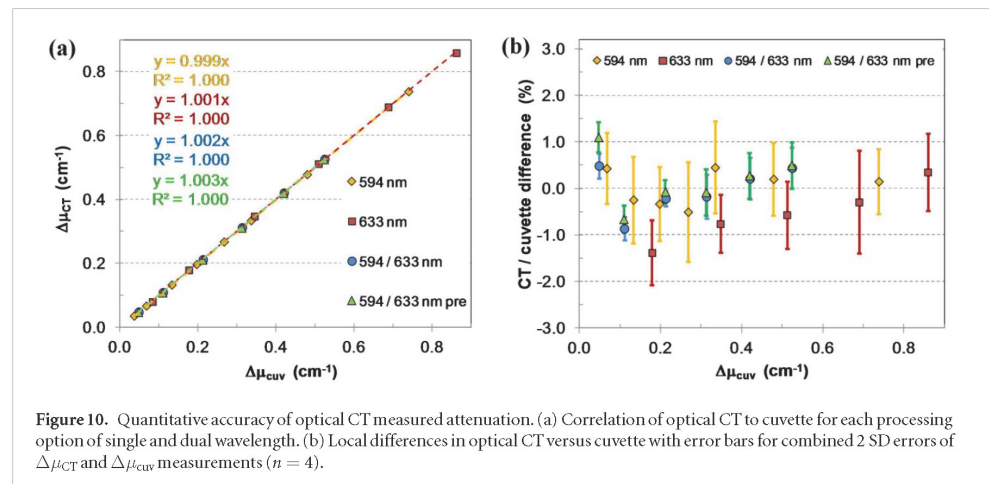 (a)
y = 0.999x
R² = 1.000
y = 1.001x
R² = 1.000
y = 1.002x
R² = 1.000
y = 1.003x
R² = 1.000
594 nm
633 nm
594 / 633 nm
594 / 633 nm pre
0.8
0.6
0.4
0.2
0.0
ΔμCT (cm-1)
0.0 0.2 0.4 0.6 0.8
Δμcuv (cm-1)
(b)
594 nm 633 nm 594 / 633 nm 594 / 633 nm pre
3.0
2.0
1.0
0.0
-1.0
-2.0
-3.0
CT / cuvette difference (%)
0.0 0.2 0.4 0.6 0.8
Δμcuv (cm-1)
Figure 10. Quantitative accuracy of optical CT measured attenuation. (a) Correlation of optical CT to cuvette for each processing
option of single and dual wavelength. (b) Local differences in optical CT versus cuvette with error bars for combined 2 SD errors of
ΔμCT and Δμcuv measurements (n = 4).